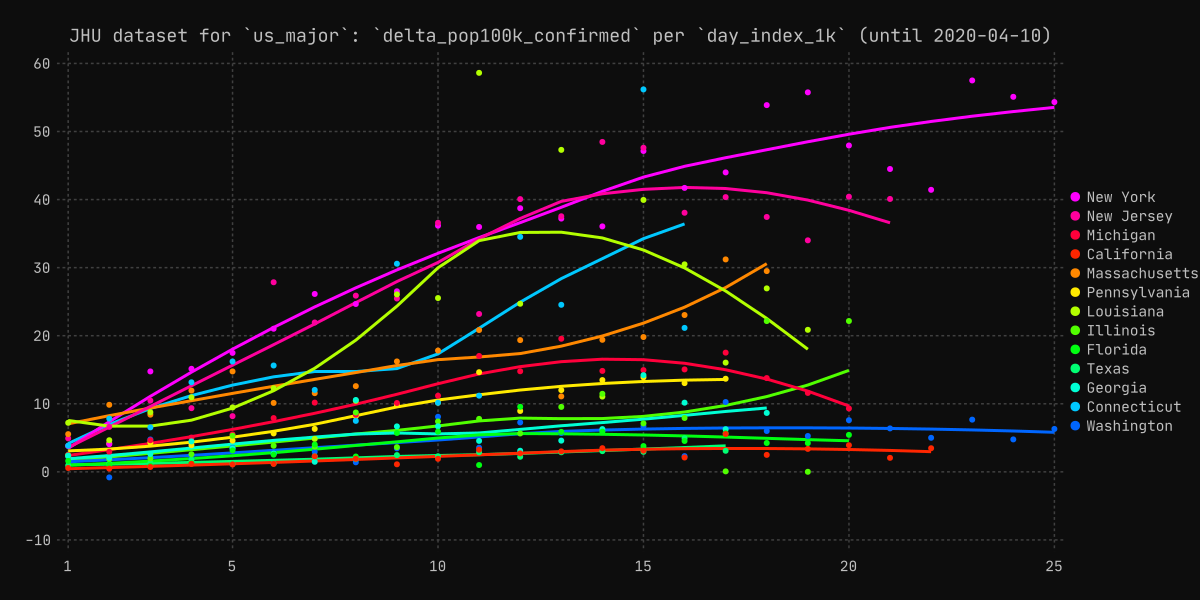 JHU dataset for `us_major`: `delta_pop100k_confirmed` per `day_index_1k` (until 2020-04-10)
60
50
40
30
20
10
0
-10
1 5 10 15 20 25
New York
New Jersey
Michigan
California
Massachusetts
Pennsylvania
Louisiana
Illinois
Florida
Texas
Georgia
Connecticut
Washington